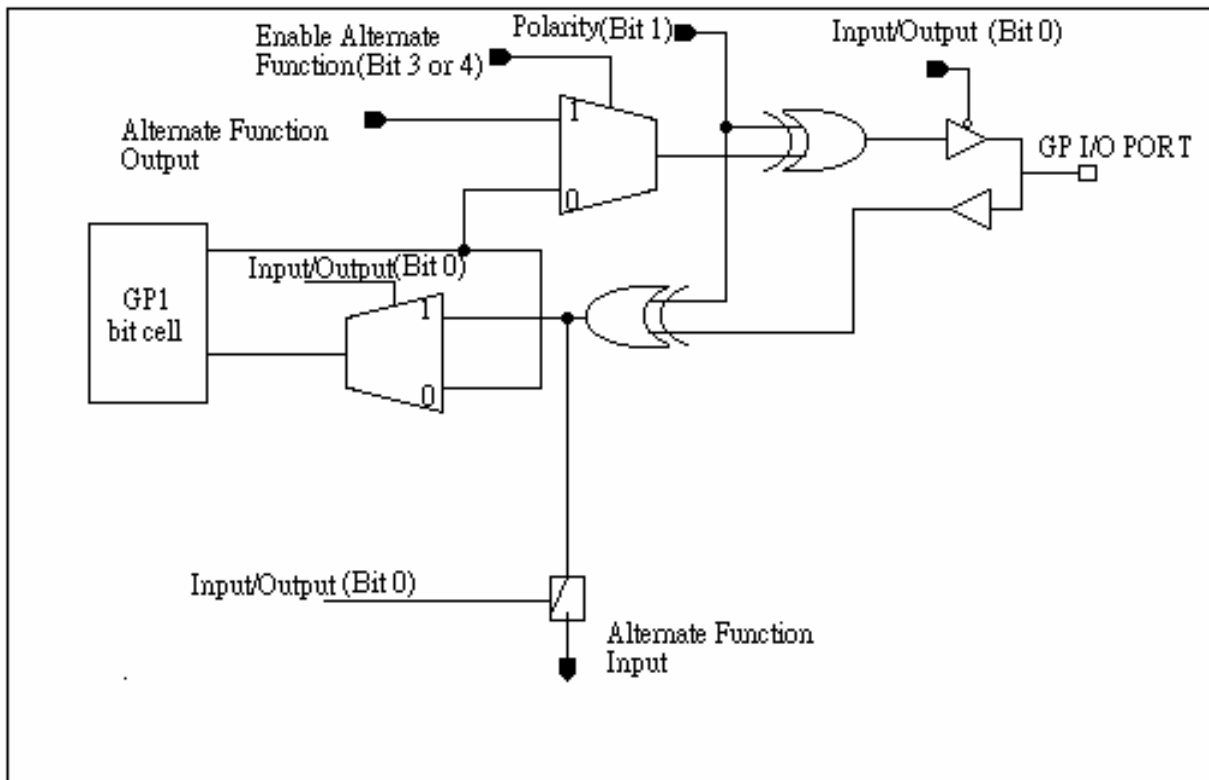 Polarity(Bit 1)
Input/Output (Bit 0)
Enable Alternate
Function(Bit 3 or 4)
1
Alternate Function
Output
GP I/O PORT
0
Input/Output(Bit 0)
GP1
bit cell
1
0
Input/Output (Bit 0)
Alternate Function
Input